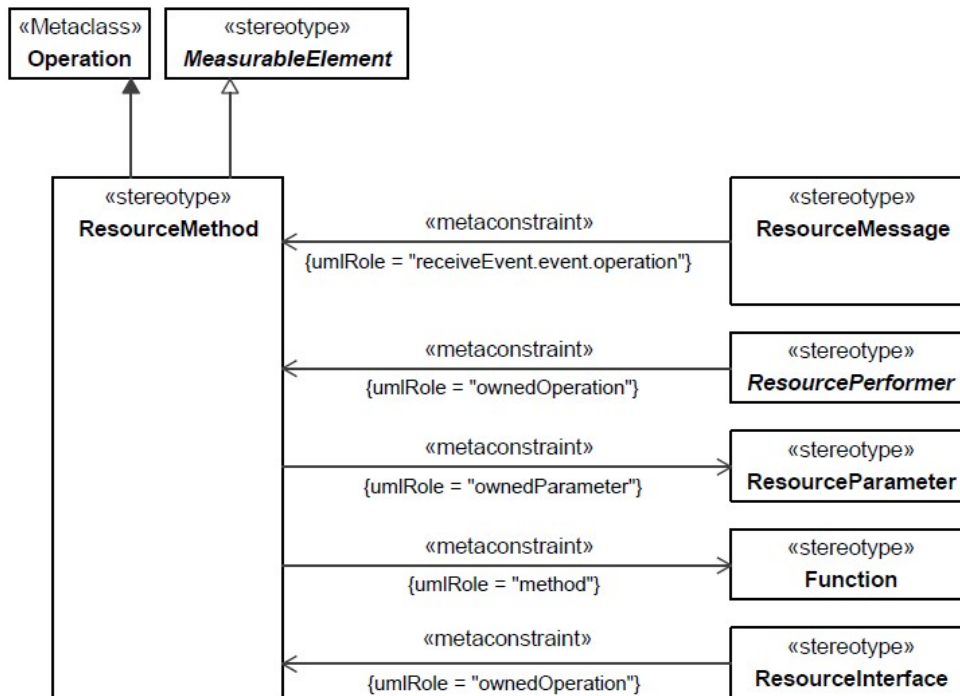 «Metaclass»
Operation
«stereotype»
MeasurableElement
«stereotype»
ResourceMethod
«metaconstraint»
{umlRole = "receiveEvent.event.operation"}
«stereotype»
ResourceMessage
«metaconstraint»
{umlRole = "ownedOperation"}
«stereotype»
ResourcePerformer
«metaconstraint»
{umlRole = "ownedParameter"}
«stereotype»
ResourceParameter
«metaconstraint»
{umlRole = "method"}
«stereotype»
Function
«metaconstraint»
{umlRole = "ownedOperation"}
«stereotype»
ResourceInterface